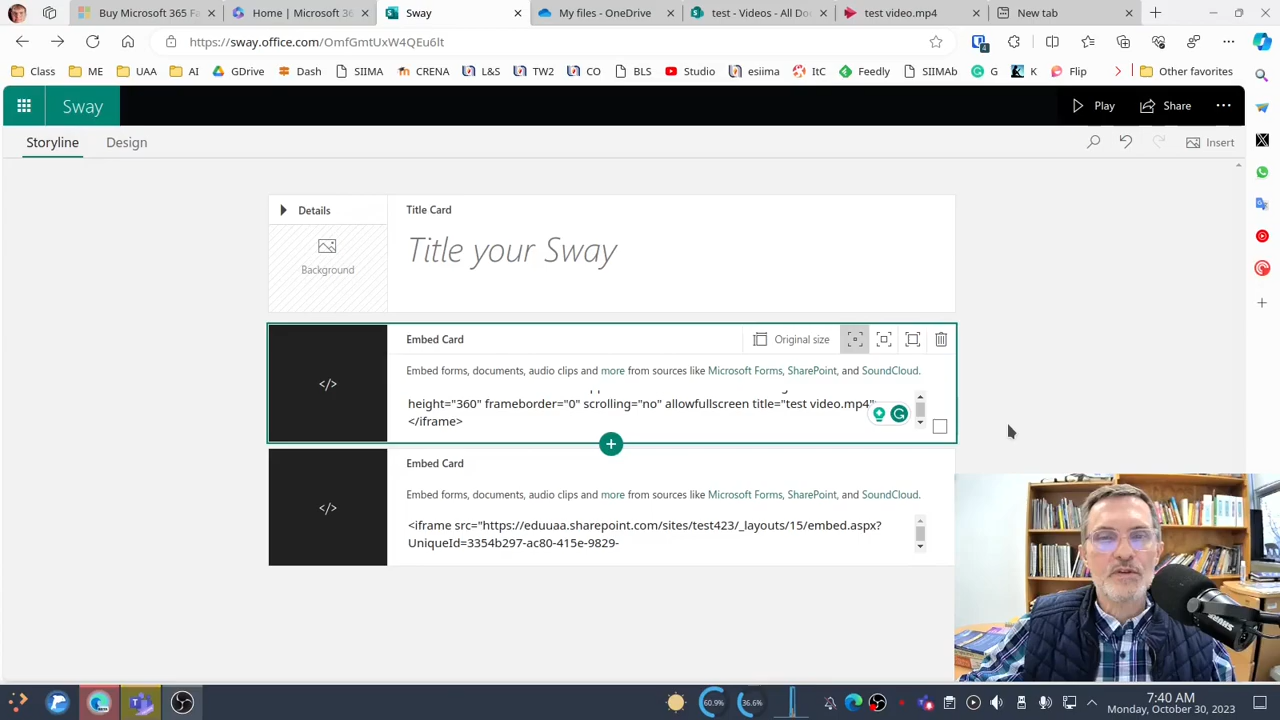 Buy Microsoft 365 Fa
Home | Microsoft 36
Sway
My files - OneDrive
test - Videos - All Do
test video.mp4
New tab
https://sway.office.com/OmfGmtUxW4QEu6lt
4
Class
ME
UAA
AI
GDrive
Dash
SIIMA
CRENA
L&S
TW2
CO
BLS
Studio
esiima
ItC
Feedly
SIIMAb
G
K
Flip
Other favorites
Sway
Play
Share
Storyline
Design
Insert
Details
Title Card
Background
Title your Sway
Embed Card
Original size
Embed forms, documents, audio clips and more from sources like Microsoft Forms, SharePoint, and SoundCloud.
height="360" frameborder="0" scrolling="no" allowfullscreen title="test video.mp4"
</iframe>
</>
Embed Card
Embed forms, documents, audio clips and more from sources like Microsoft Forms, SharePoint, and SoundCloud.
<iframe src="https://eduuaa.sharepoint.com/sites/test423/_layouts/15/embed.aspx?
UniqueId=3354b297-ac80-415e-9829-
</>
60.9%
36.6%
7:40 AM
Monday, October 30, 2023